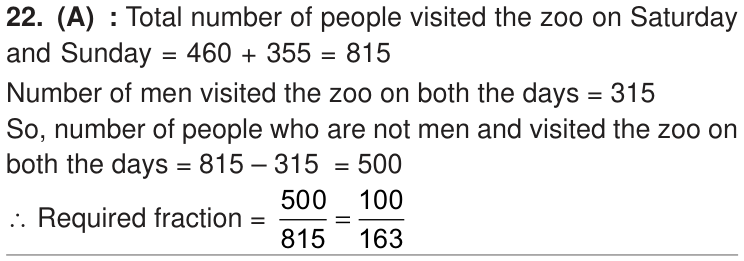 22. (A) : Total number of people visited the zoo on Saturday
and Sunday = 460 + 355 = 815
Number of men visited the zoo on both the days = 315
So, number of people who are not men and visited the zoo on
both the days = 815 – 315 = 500
∴ Required fraction = 500/815 = 100/163